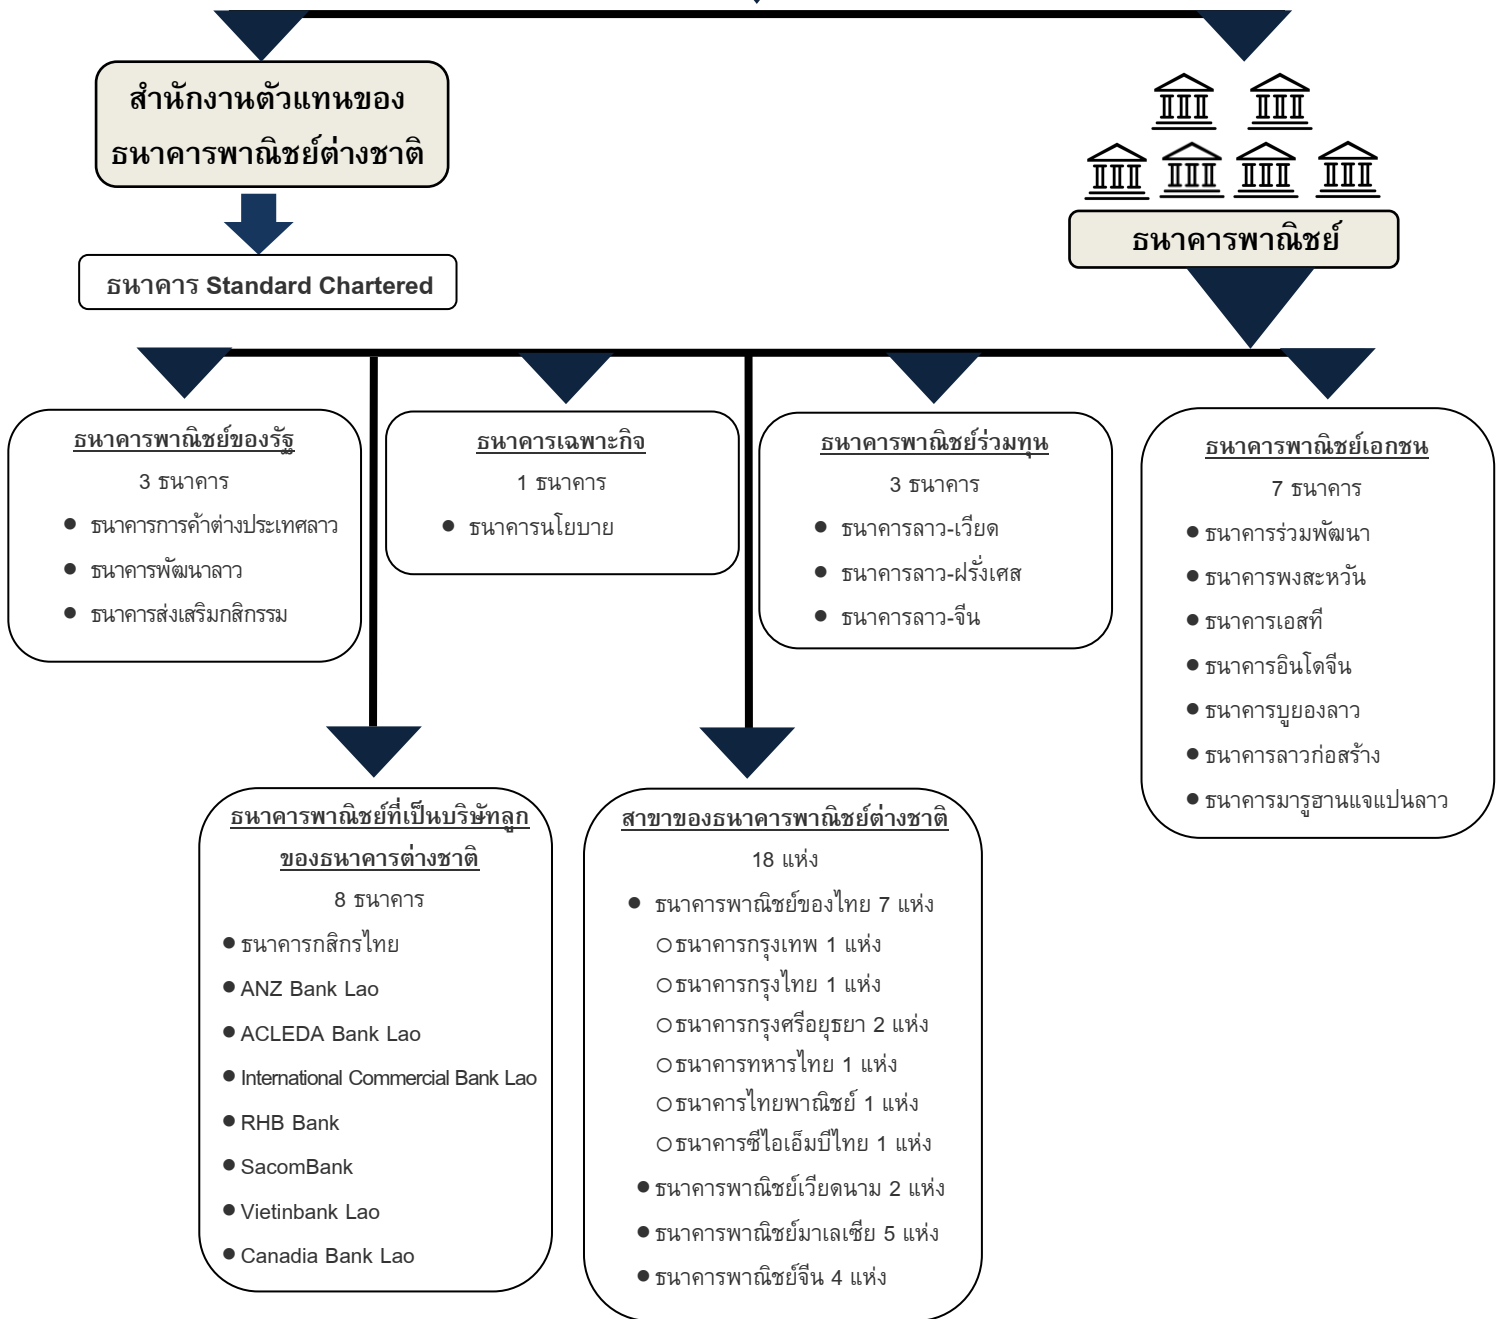 สำนักงานตัวแทนของ
ธนาคารพาณิชย์ต่างชาติ
ธนาคาร Standard Chartered
ธนาคารพาณิชย์
ธนาคารพาณิชย์ของรัฐ
3 ธนาคาร
● ธนาคารการค้าต่างประเทศลาว
● ธนาคารพัฒนาลาว
● ธนาคารส่งเสริมกสิกรรม
ธนาคารเฉพาะกิจ
1 ธนาคาร
● ธนาคารนโยบาย
ธนาคารพาณิชย์ร่วมทุน
3 ธนาคาร
● ธนาคารลาว-เวียด
● ธนาคารลาว-ฝรั่งเศส
● ธนาคารลาว-จีน
ธนาคารพาณิชย์เอกชน
7 ธนาคาร
● ธนาคารร่วมพัฒนา
● ธนาคารพงสะหวัน
● ธนาคารเอสที
● ธนาคารอินโดจีน
● ธนาคารบูยองลาว
● ธนาคารลาวก่อสร้าง
● ธนาคารมารูฮานแจแปนลาว
ธนาคารพาณิชย์ที่เป็นบริษัทลูก
ของธนาคารต่างชาติ
8 ธนาคาร
● ธนาคารกสิกรไทย
● ANZ Bank Lao
● ACLEDA Bank Lao
● International Commercial Bank Lao
● RHB Bank
● SacomBank
● Vietinbank Lao
● Canadia Bank Lao
สาขาของธนาคารพาณิชย์ต่างชาติ
18 แห่ง
● ธนาคารพาณิชย์ของไทย 7 แห่ง
○ ธนาคารกรุงเทพ 1 แห่ง
○ ธนาคารกรุงไทย 1 แห่ง
○ ธนาคารกรุงศรีอยุธยา 2 แห่ง
○ ธนาคารทหารไทย 1 แห่ง
○ ธนาคารไทยพาณิชย์ 1 แห่ง
○ ธนาคารซีไอเอ็มบีไทย 1 แห่ง
● ธนาคารพาณิชย์เวียดนาม 2 แห่ง
● ธนาคารพาณิชย์มาเลเซีย 5 แห่ง
● ธนาคารพาณิชย์จีน 4 แห่ง